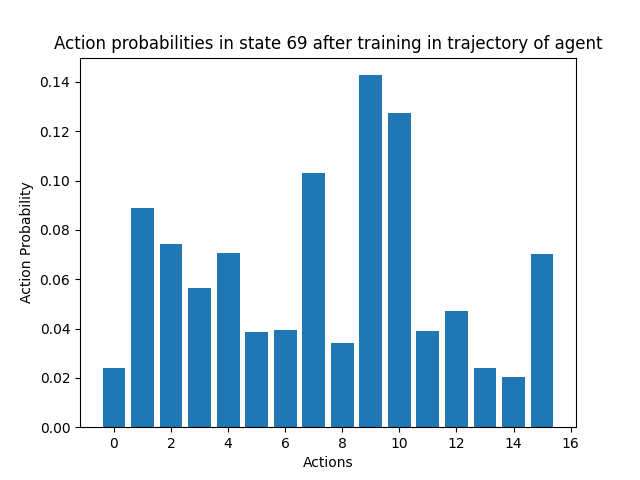 Action probabilities in state 69 after training in trajectory of agent
0.14
0.12
0.10
0.08
0.06
0.04
0.02
0.00
Action Probability
0 2 4 6 8 10 12 14 16
Actions